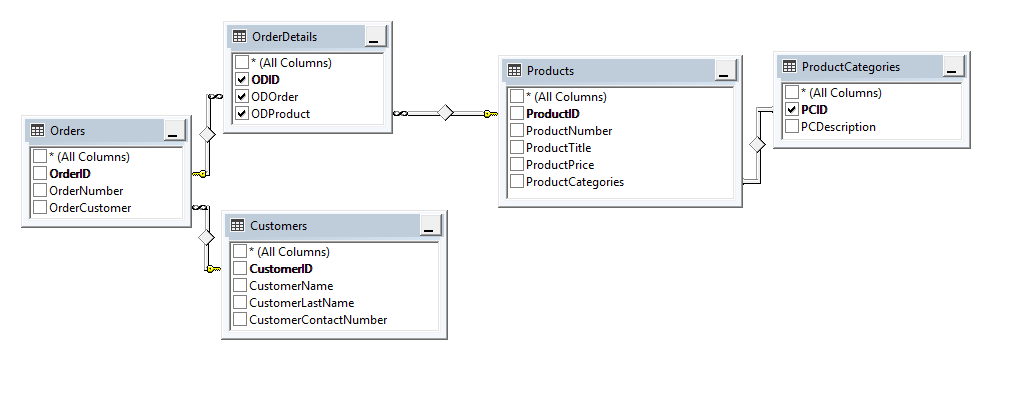 OrderDetails
* (All Columns)
ODID
ODOrder
ODProduct
Products
* (All Columns)
ProductID
ProductNumber
ProductTitle
ProductPrice
ProductCategories
ProductCategories
* (All Columns)
PCID
PCDescription
Orders
* (All Columns)
OrderID
OrderNumber
OrderCustomer
Customers
* (All Columns)
CustomerID
CustomerName
CustomerLastName
CustomerContactNumber